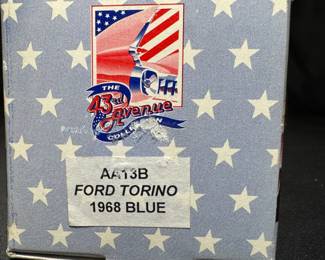 THE
43rd Avenue
COLLECTION
AA13B
FORD TORINO
1968 BLUE